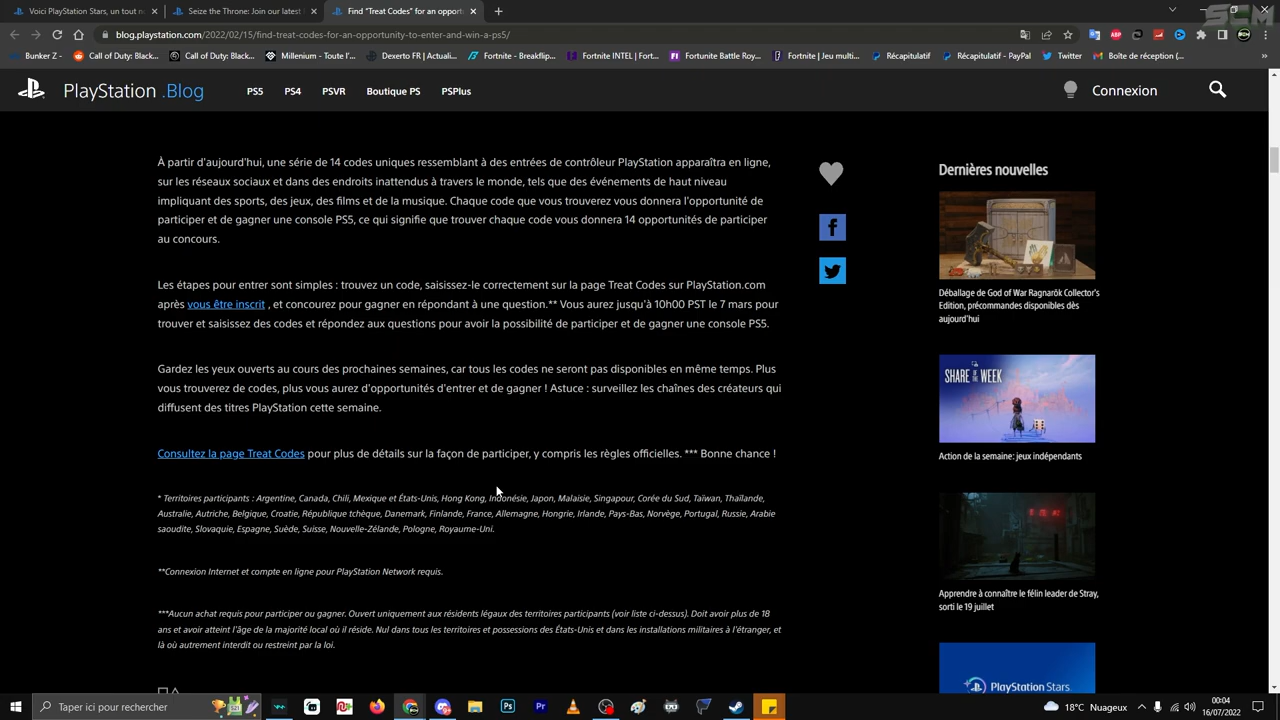 Voici PlayStation Stars, un tout n
Seize the Throne: Join our latest
Find "Treat Codes" for an opport
blog.playstation.com/2022/02/15/find-treat-codes-for-an-opportunity-to-enter-and-win-a-ps5/
Bunker Z -
Call of Duty: Black...
Call of Duty: Black...
Millenium - Toute l'i...
Dexerto FR | Actuali...
Fortnite - Breakflip...
Fortnite INTEL | Fort...
Fortunite Battle Roy...
Fortnite | Jeu multi...
Récapitulatif
Récapitulatif - PayPal
Twitter
Boîte de réception (...
PlayStation .Blog
PS5
PS4
PSVR
Boutique PS
PSPlus
Connexion
À partir d'aujourd'hui, une série de 14 codes uniques ressemblant à des entrées de contrôleur PlayStation apparaîtra en ligne,
sur les réseaux sociaux et dans des endroits inattendus à travers le monde, tels que des événements de haut niveau
impliquant des sports, des jeux, des films et de la musique. Chaque code que vous trouverez vous donnera l'opportunité de
participer et de gagner une console PS5, ce qui signifie que trouver chaque code vous donnera 14 opportunités de participer
au concours.
Les étapes pour entrer sont simples : trouvez un code, saisissez-le correctement sur la page Treat Codes sur PlayStation.com
après vous être inscrit , et concourez pour gagner en répondant à une question.** Vous aurez jusqu'à 10h00 PST le 7 mars pour
trouver et saisissez des codes et répondez aux questions pour avoir la possibilité de participer et de gagner une console PS5.
Gardez les yeux ouverts au cours des prochaines semaines, car tous les codes ne seront pas disponibles en même temps. Plus
vous trouverez de codes, plus vous aurez d'opportunités d'entrer et de gagner ! Astuce : surveillez les chaînes des créateurs qui
diffusent des titres PlayStation cette semaine.
Consultez la page Treat Codes pour plus de détails sur la façon de participer, y compris les règles officielles. *** Bonne chance !
* Territoires participants : Argentine, Canada, Chili, Mexique et États-Unis, Hong Kong, Indonésie, Japon, Malaisie, Singapour, Corée du Sud, Taïwan, Thaïlande,
Australie, Autriche, Belgique, Croatie, République tchèque, Danemark, Finlande, France, Allemagne, Hongrie, Irlande, Pays-Bas, Norvège, Portugal, Russie, Arabie
saoudite, Slovaquie, Espagne, Suède, Suisse, Nouvelle-Zélande, Pologne, Royaume-Uni.
**Connexion Internet et compte en ligne pour PlayStation Network requis.
***Aucun achat requis pour participer ou gagner. Ouvert uniquement aux résidents légaux des territoires participants (voir liste ci-dessus). Doit avoir plus de 18
ans et avoir atteint l'âge de la majorité local où il réside. Nul dans tous les territoires et possessions des États-Unis et dans les installations militaires à l'étranger, et
là où autrement interdit ou restreint par la loi.
Dernières nouvelles
Déballage de God of War Ragnarök Collector's
Edition, précommandes disponibles dès
aujourd'hui
SHARE OF THE WEEK
Action de la semaine: jeux indépendants
Apprendre à connaître le félin leader de Stray,
sorti le 19 juillet
PlayStation Stars
Taper ici pour rechercher
18°C Nuageux
00:04
16/07/2022